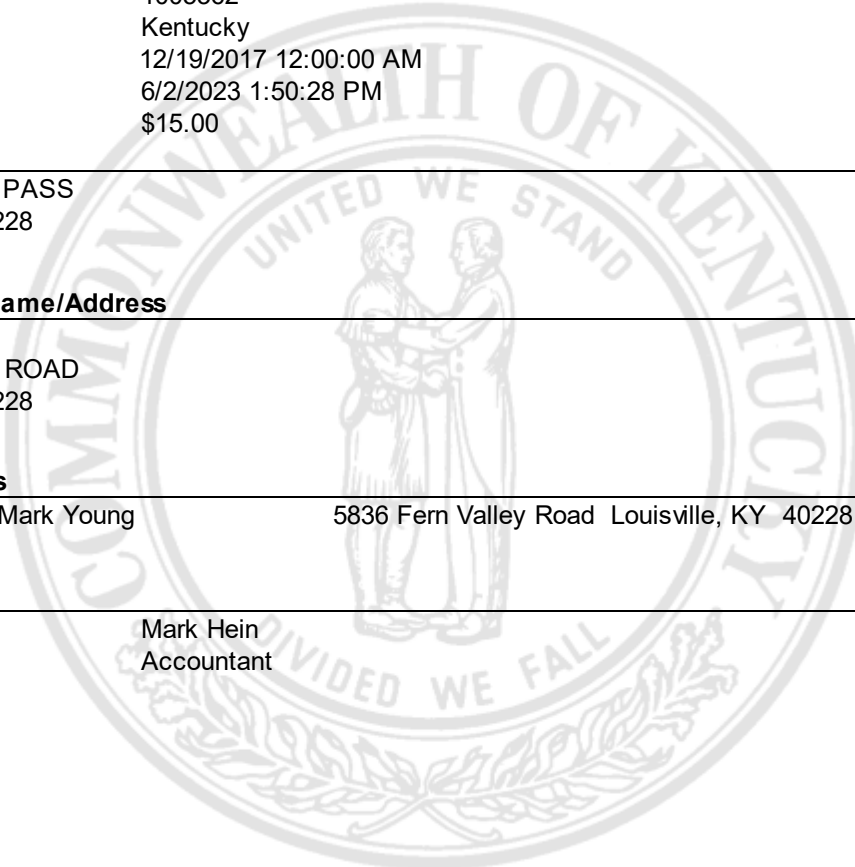 Kentucky
12/19/2017 12:00:00 AM
6/2/2023 1:50:28 PM
$15.00
PASS
228
ame/Address
ROAD
228
s
Mark Young 5836 Fern Valley Road Louisville, KY 40228
Mark Hein
Accountant
COMMONWEALTH OF KENTUCKY
UNITED WE STAND
DIVIDED WE FALL